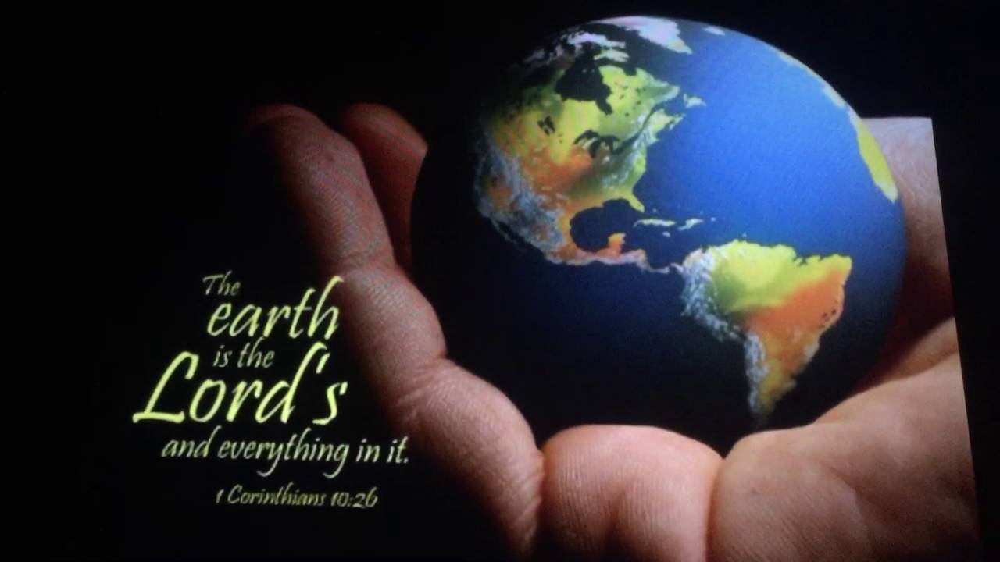 The
earth
is the
Lord's
and everything in it.
1 Corinthians 10:26